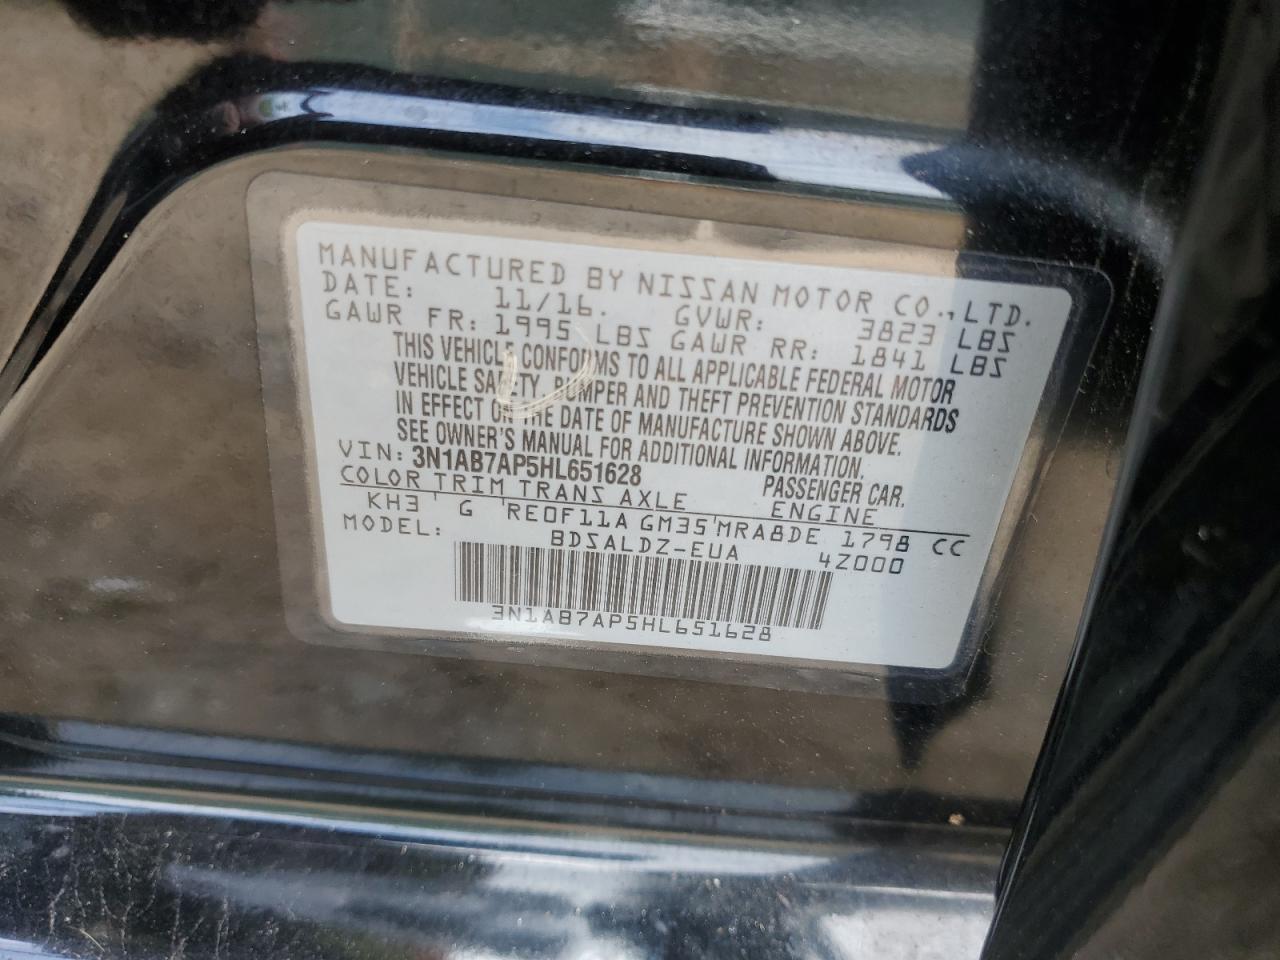 MANUFACTURED BY NISSAN MOTOR CO., LTD.
DATE: 11/16. GVWR: 3823 LBS
GAWR FR: 1995 LBS GAWR RR: 1841 LBS
THIS VEHICLE CONFORMS TO ALL APPLICABLE FEDERAL MOTOR
VEHICLE SAFETY, BUMPER AND THEFT PREVENTION STANDARDS
IN EFFECT ON THE DATE OF MANUFACTURE SHOWN ABOVE.
SEE OWNER'S MANUAL FOR ADDITIONAL INFORMATION.
VIN: 3N1AB7AP5HL651628 PASSENGER CAR.
COLOR TRIM TRANS AXLE ENGINE
KH3 G RE0F11A GM35 MRA8DE 1798 CC
MODEL: BDSALDZ-EUA 4Z000
3N1AB7AP5HL651628